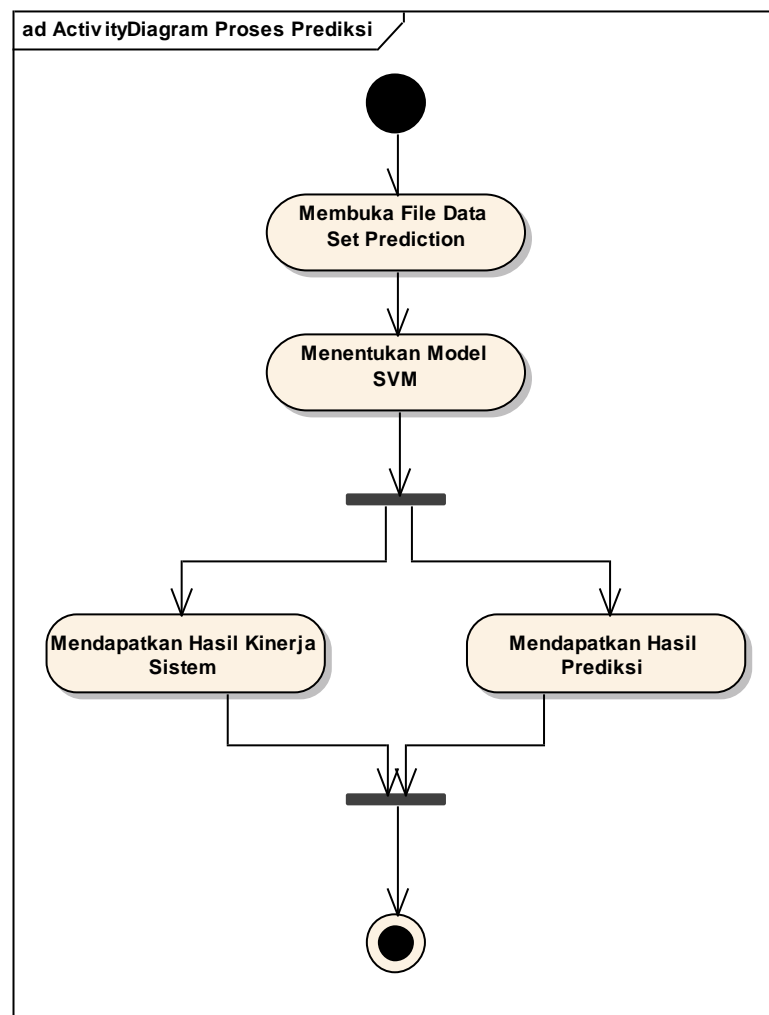 ad ActivityDiagram Proses Prediksi
Membuka File Data
Set Prediction
Menentukan Model
SVM
Mendapatkan Hasil Kinerja
Sistem
Mendapatkan Hasil
Prediksi